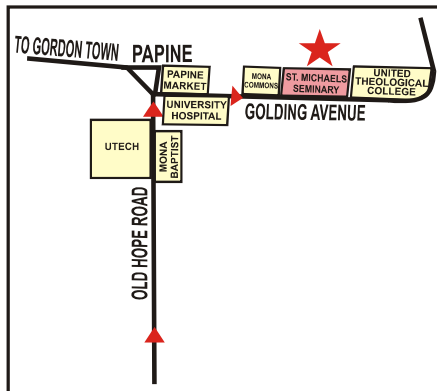 TO GORDON TOWN
PAPINE
PAPINE
MARKET
MONA
COMMONS
ST. MICHAELS
SEMINARY
UNITED
THEOLOGICAL
COLLEGE
UNIVERSITY
HOSPITAL
GOLDING AVENUE
UTECH
MONA
BAPTIST
OLD HOPE ROAD